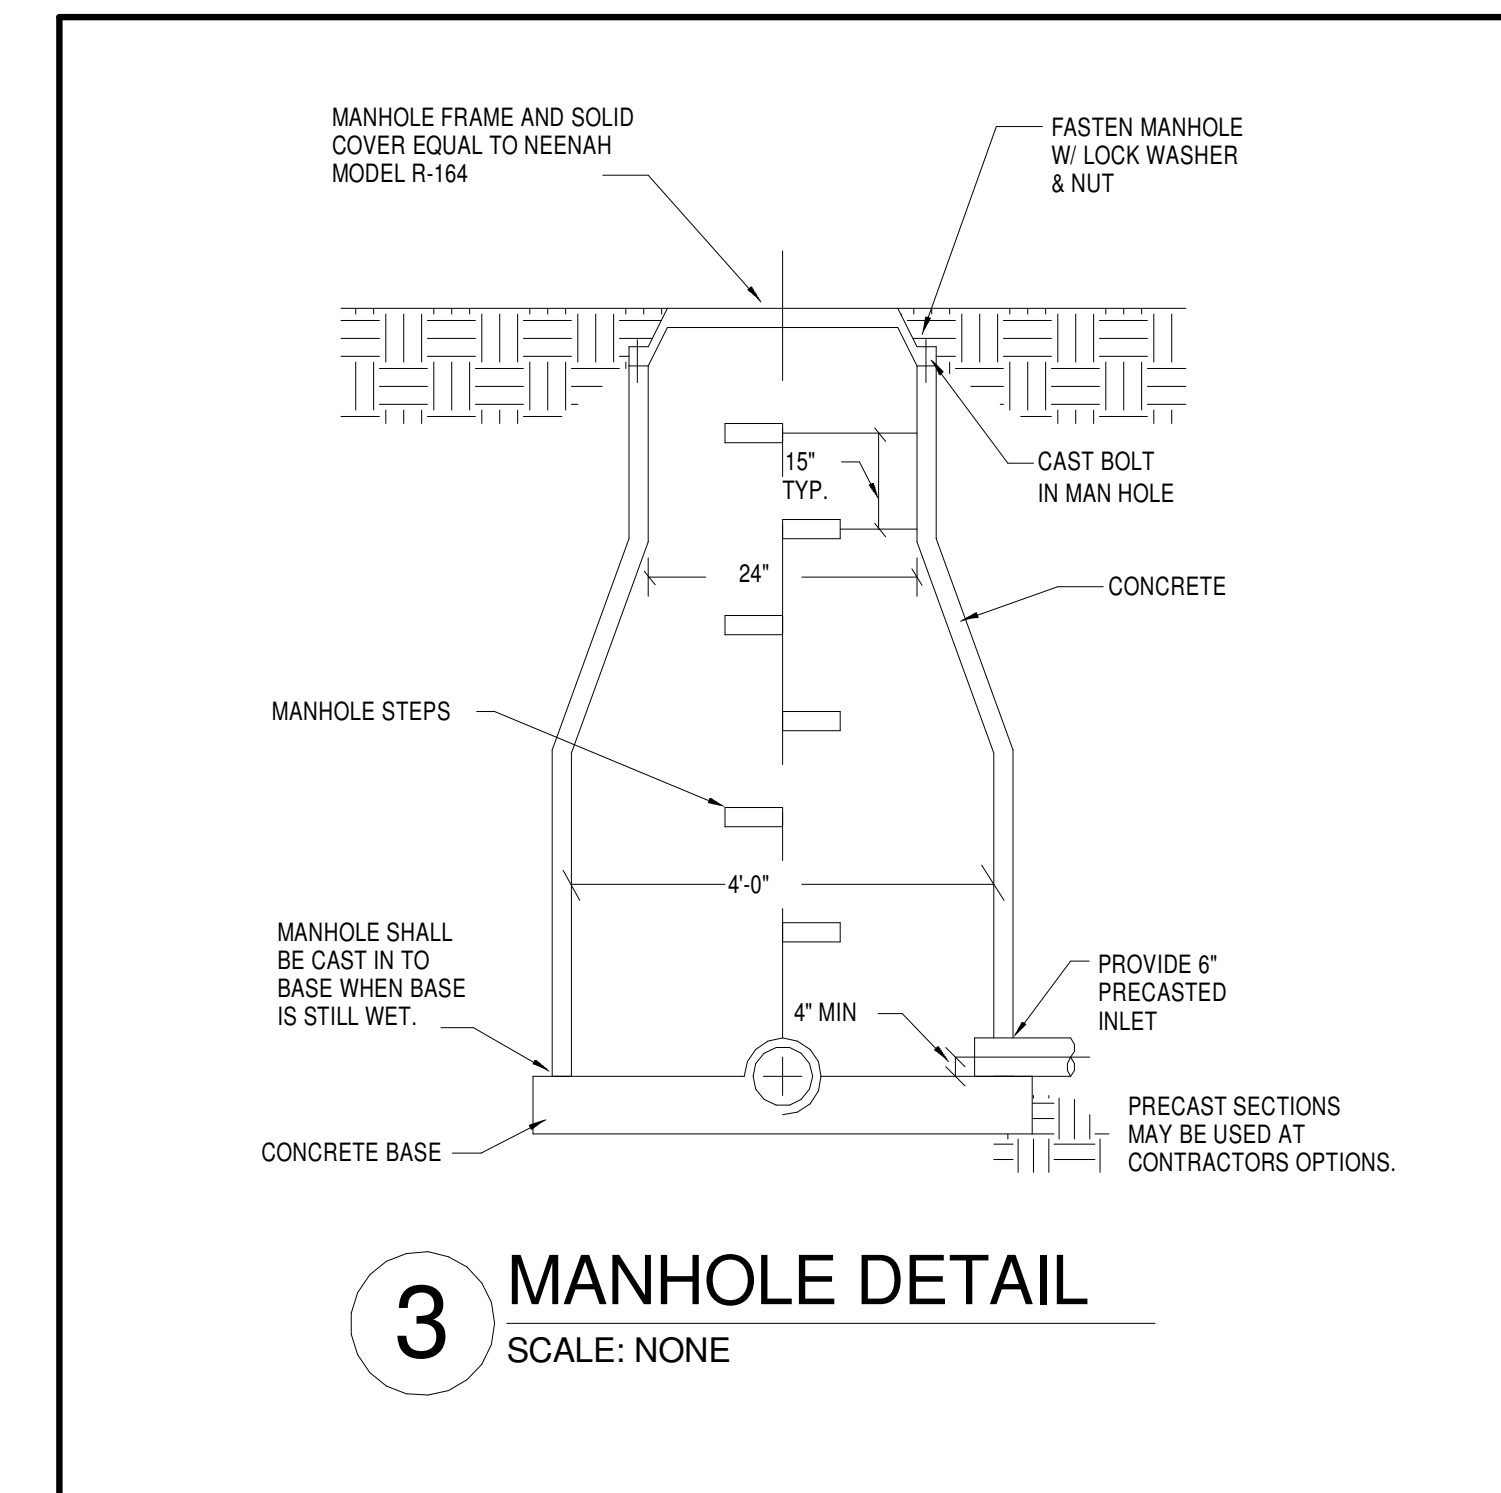 MANHOLE FRAME AND SOLID
COVER EQUAL TO NEENAH
MODEL R-164
FASTEN MANHOLE
W/ LOCK WASHER
& NUT
15"
TYP.
CAST BOLT
IN MAN HOLE
24"
CONCRETE
MANHOLE STEPS
4'-0"
MANHOLE SHALL
BE CAST IN TO
BASE WHEN BASE
IS STILL WET.
4" MIN
PROVIDE 6"
PRECASTED
INLET
CONCRETE BASE
PRECAST SECTIONS
MAY BE USED AT
CONTRACTORS OPTIONS.
3
MANHOLE DETAIL
SCALE: NONE